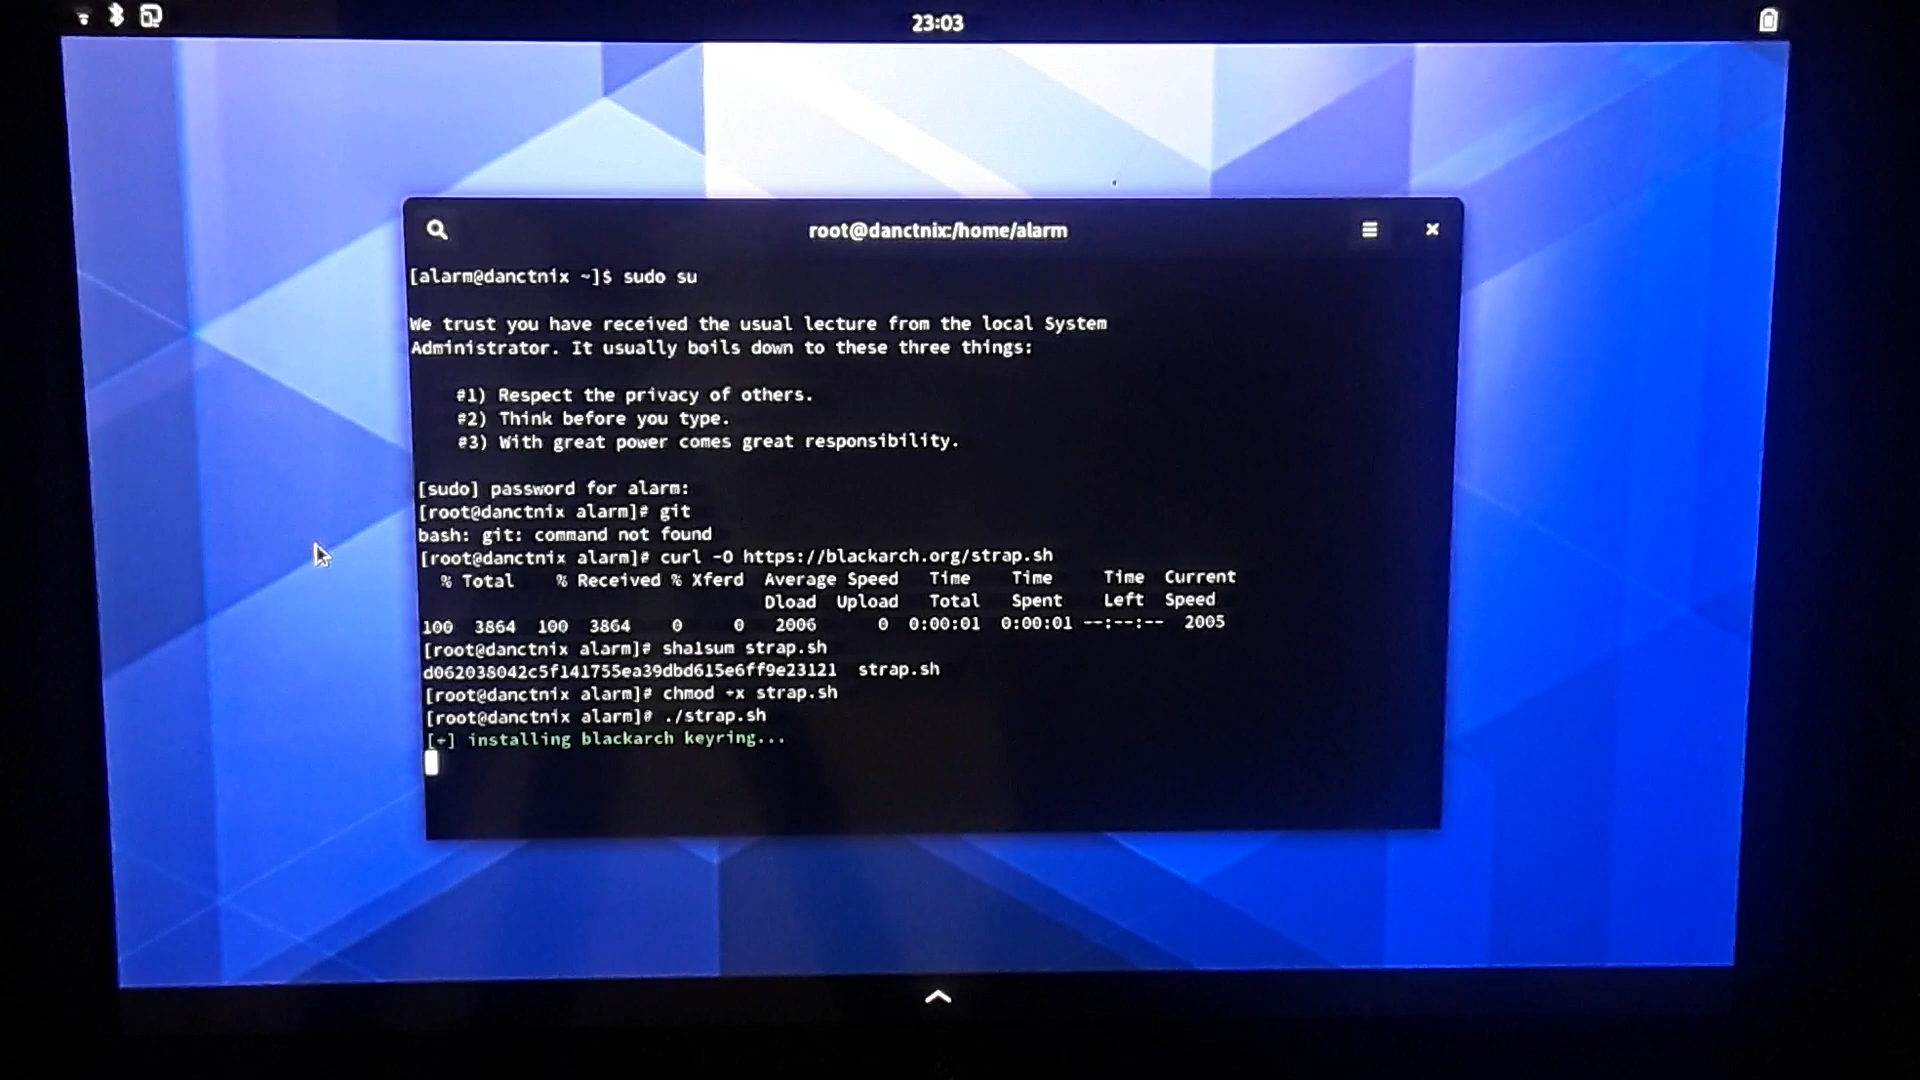 23:03
root@danctnix:/home/alarm
[alarm@danctnix ~]$ sudo su
We trust you have received the usual lecture from the local System
Administrator. It usually boils down to these three things:
#1) Respect the privacy of others.
#2) Think before you type.
#3) With great power comes great responsibility.
[sudo] password for alarm:
[root@danctnix alarm]# git
bash: git: command not found
[root@danctnix alarm]# curl -O https://blackarch.org/strap.sh
% Total % Received % Xferd Average Speed Time Time Time Current
Dload Upload Total Spent Left Speed
100 3864 100 3864 0 0 2006 0 0:00:01 0:00:01 --:--:-- 2005
[root@danctnix alarm]# sha1sum strap.sh
d062038042c5f141755ea39dbd615e6ff9e23121 strap.sh
[root@danctnix alarm]# chmod +x strap.sh
[root@danctnix alarm]# ./strap.sh
[+] installing blackarch keyring...